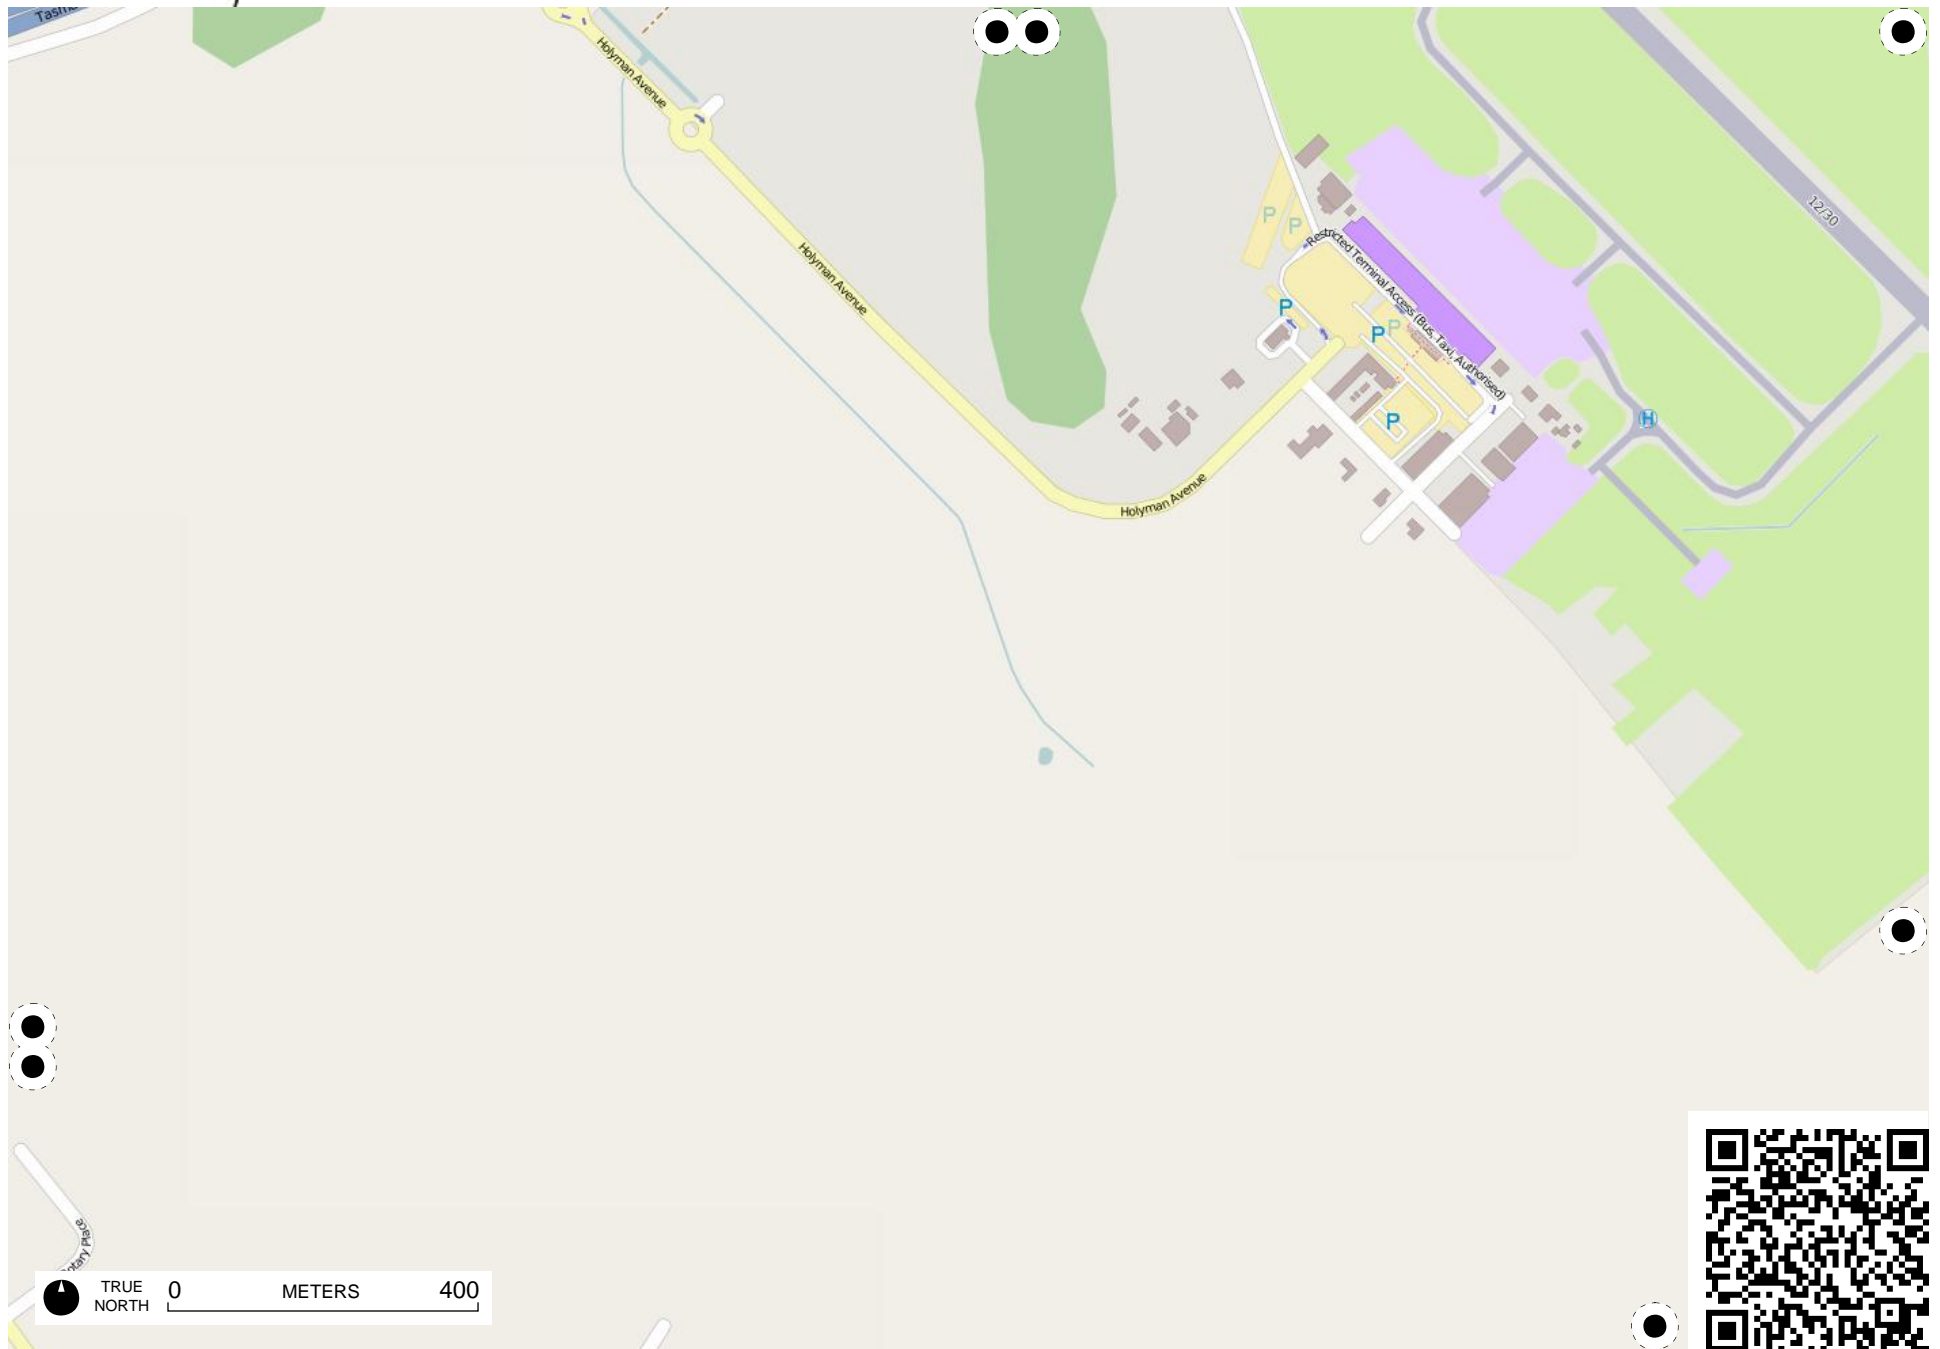 Holyman Avenue
12/30
P
P
Restricted Terminal Access (Bus, Taxi, Authorised)
Holyman Avenue
P
P
P
P
H
Holyman Avenue
TRUE
NORTH
0
METERS
400